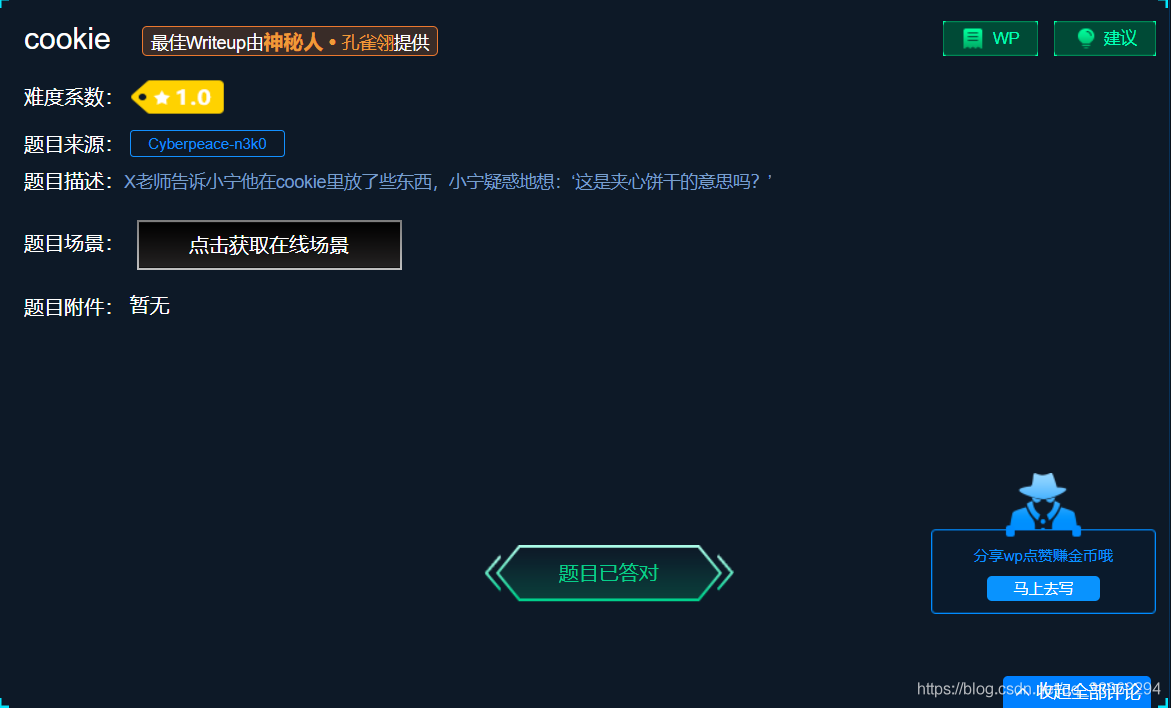 cookie 最佳Writeup由神秘人 • 孔雀翎提供 WP 建议
难度系数： 1.0
题目来源： Cyberpeace-n3k0
题目描述： X老师告诉小宁他在cookie里放了些东西，小宁疑惑地想：‘这是夹心饼干的意思吗？’
题目场景： 点击获取在线场景
题目附件： 暂无
题目已答对
分享wp点赞赚金币哦
马上去写
收起全部评论
https://blog.csdn.